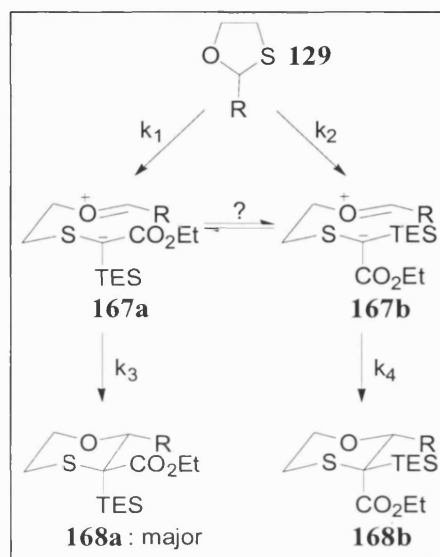 O S 129
R
k1 k2
+ +
O R ? O R
S - CO2Et S - TES
TES CO2Et
167a 167b
k3 k4
O R O R
S CO2Et S TES
TES CO2Et
168a : major 168b